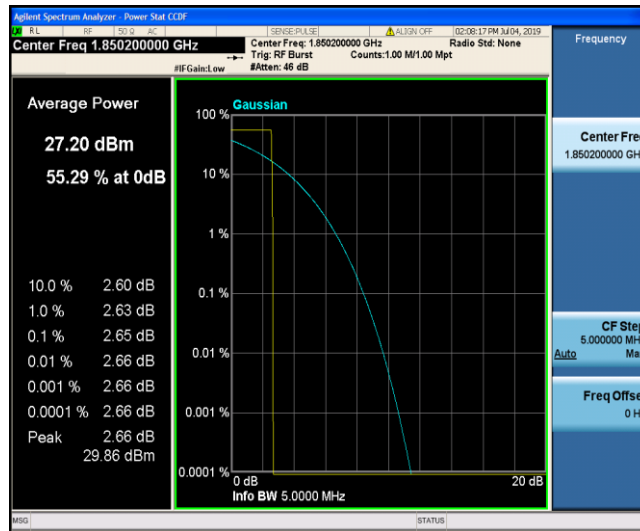 Agilent Spectrum Analyzer - Power Stat CCDF
RL RF 50 Ω AC SENSE:PULSE ALIGN OFF 02:08:17 PM Jul 04, 2019
Center Freq 1.850200000 GHz
Center Freq: 1.850200000 GHz Radio Std: None
Trig: RF Burst Counts:1.00 M/1.00 Mpt
#IFGain:Low #Atten: 46 dB
Frequency
Average Power
27.20 dBm
55.29 % at 0dB
10.0 % 2.60 dB
1.0 % 2.63 dB
0.1 % 2.65 dB
0.01 % 2.66 dB
0.001 % 2.66 dB
0.0001 % 2.66 dB
Peak 2.66 dB
29.86 dBm
Gaussian
100 %
10 %
1 %
0.1 %
0.01 %
0.001 %
0.0001 %
0 dB 20 dB
Info BW 5.0000 MHz
Center Fre
1.850200000 GH
CF Step
5.000000 MH
Auto Ma
Freq Offse
0 H
MSG STATUS